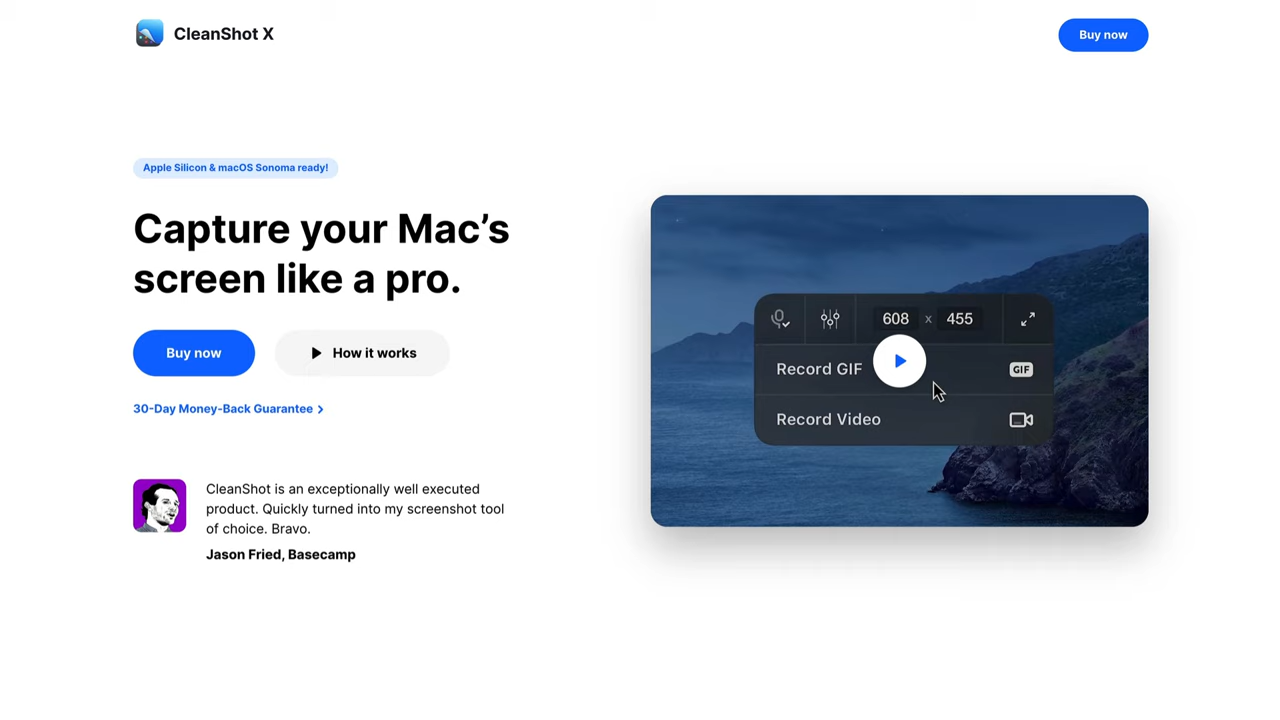 CleanShot X
Buy now
Apple Silicon & macOS Sonoma ready!
Capture your Mac’s
screen like a pro.
Buy now
How it works
30-Day Money-Back Guarantee
CleanShot is an exceptionally well executed
product. Quickly turned into my screenshot tool
of choice. Bravo.
Jason Fried, Basecamp
608 x 455
Record GIF
GIF
Record Video